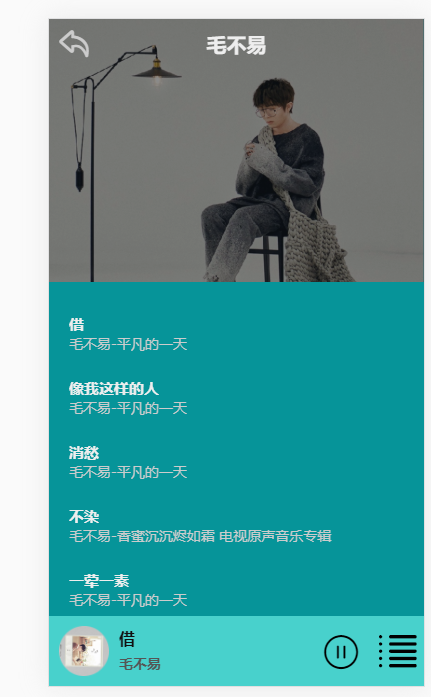 毛不易
借
毛不易-平凡的一天
像我这样的人
毛不易-平凡的一天
消愁
毛不易-平凡的一天
不染
毛不易-香蜜沉沉烬如霜 电视原声音乐专辑
一荤一素
毛不易-平凡的一天
借
毛不易